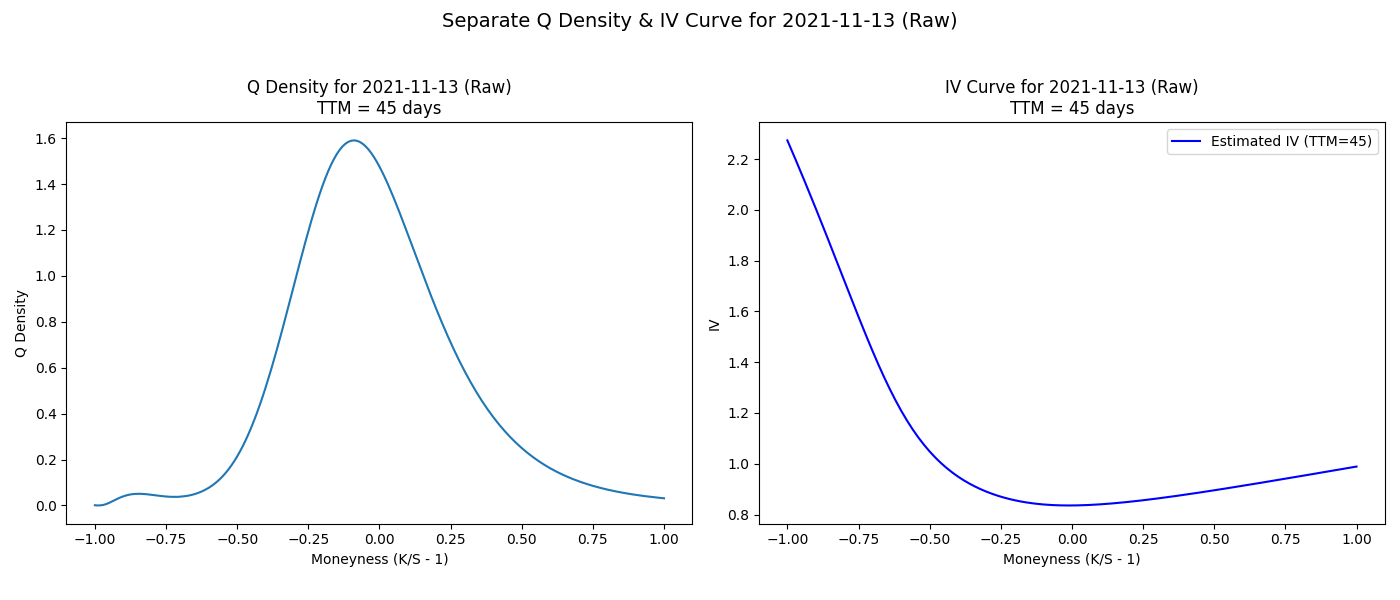 Separate Q Density & IV Curve for 2021-11-13 (Raw)
Q Density for 2021-11-13 (Raw)
TTM = 45 days
1.6
1.4
1.2
1.0
0.8
0.6
0.4
0.2
0.0
Q Density
−1.00 −0.75 −0.50 −0.25 0.00 0.25 0.50 0.75 1.00
Moneyness (K/S - 1)
IV Curve for 2021-11-13 (Raw)
TTM = 45 days
Estimated IV (TTM=45)
2.2
2.0
1.8
1.6
1.4
1.2
1.0
0.8
IV
−1.00 −0.75 −0.50 −0.25 0.00 0.25 0.50 0.75 1.00
Moneyness (K/S - 1)